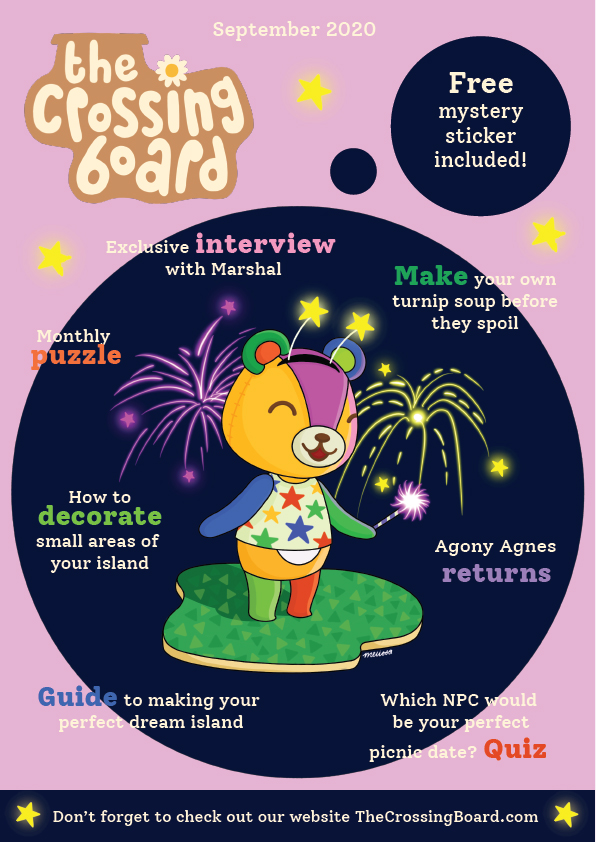 September 2020
the
crossing
board
Free
mystery
sticker
included!
Exclusive interview
with Marshal
Make your own
turnip soup before
they spoil
Monthly
puzzle
How to
decorate
small areas of
your island
Agony Agnes
returns
melissa
Guide to making your
perfect dream island
Which NPC would
be your perfect
picnic date? Quiz
Don't forget to check out our website TheCrossingBoard.com